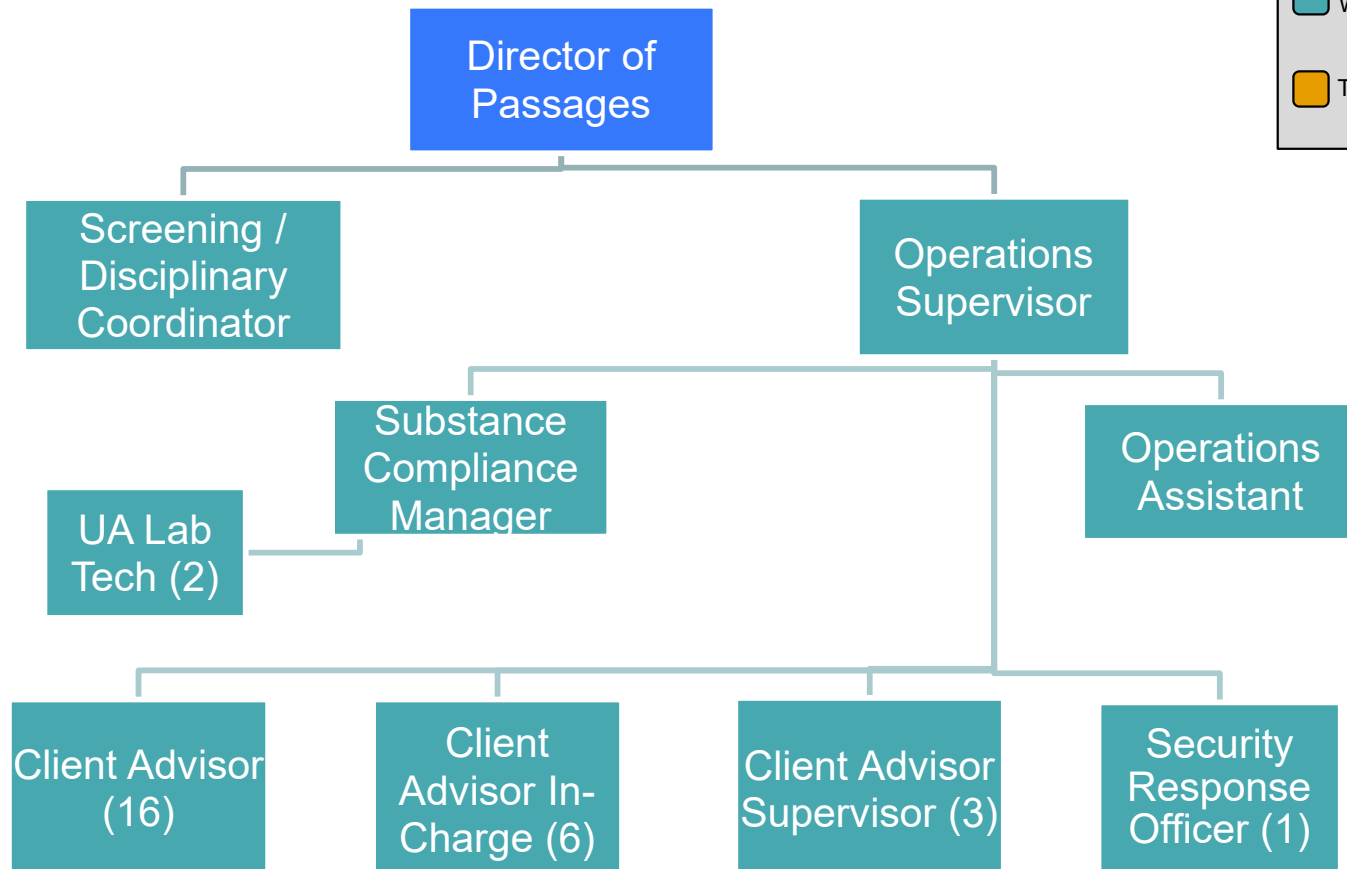 Director of
Passages
Screening /
Disciplinary
Coordinator
Operations
Supervisor
Substance
Compliance
Manager
Operations
Assistant
UA Lab
Tech (2)
Client Advisor
(16)
Client
Advisor In-
Charge (6)
Client Advisor
Supervisor (3)
Security
Response
Officer (1)